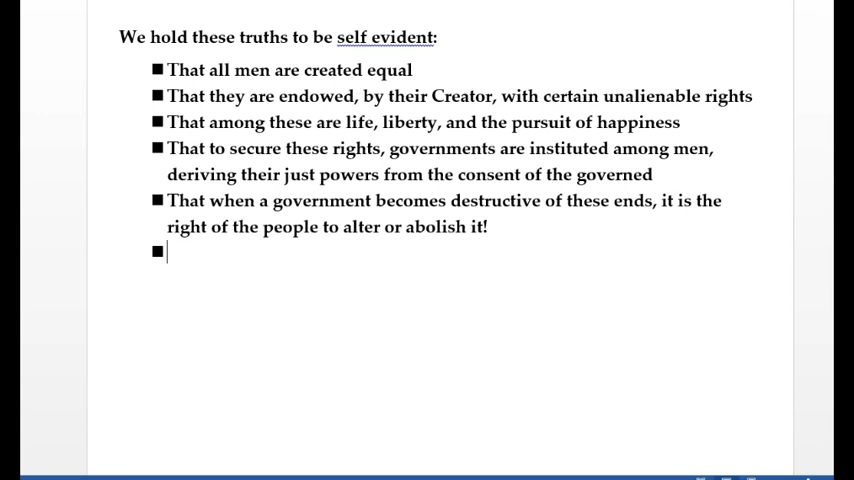 We hold these truths to be self evident:
■ That all men are created equal
■ That they are endowed, by their Creator, with certain unalienable rights
■ That among these are life, liberty, and the pursuit of happiness
■ That to secure these rights, governments are instituted among men,
deriving their just powers from the consent of the governed
■ That when a government becomes destructive of these ends, it is the
right of the people to alter or abolish it!
■